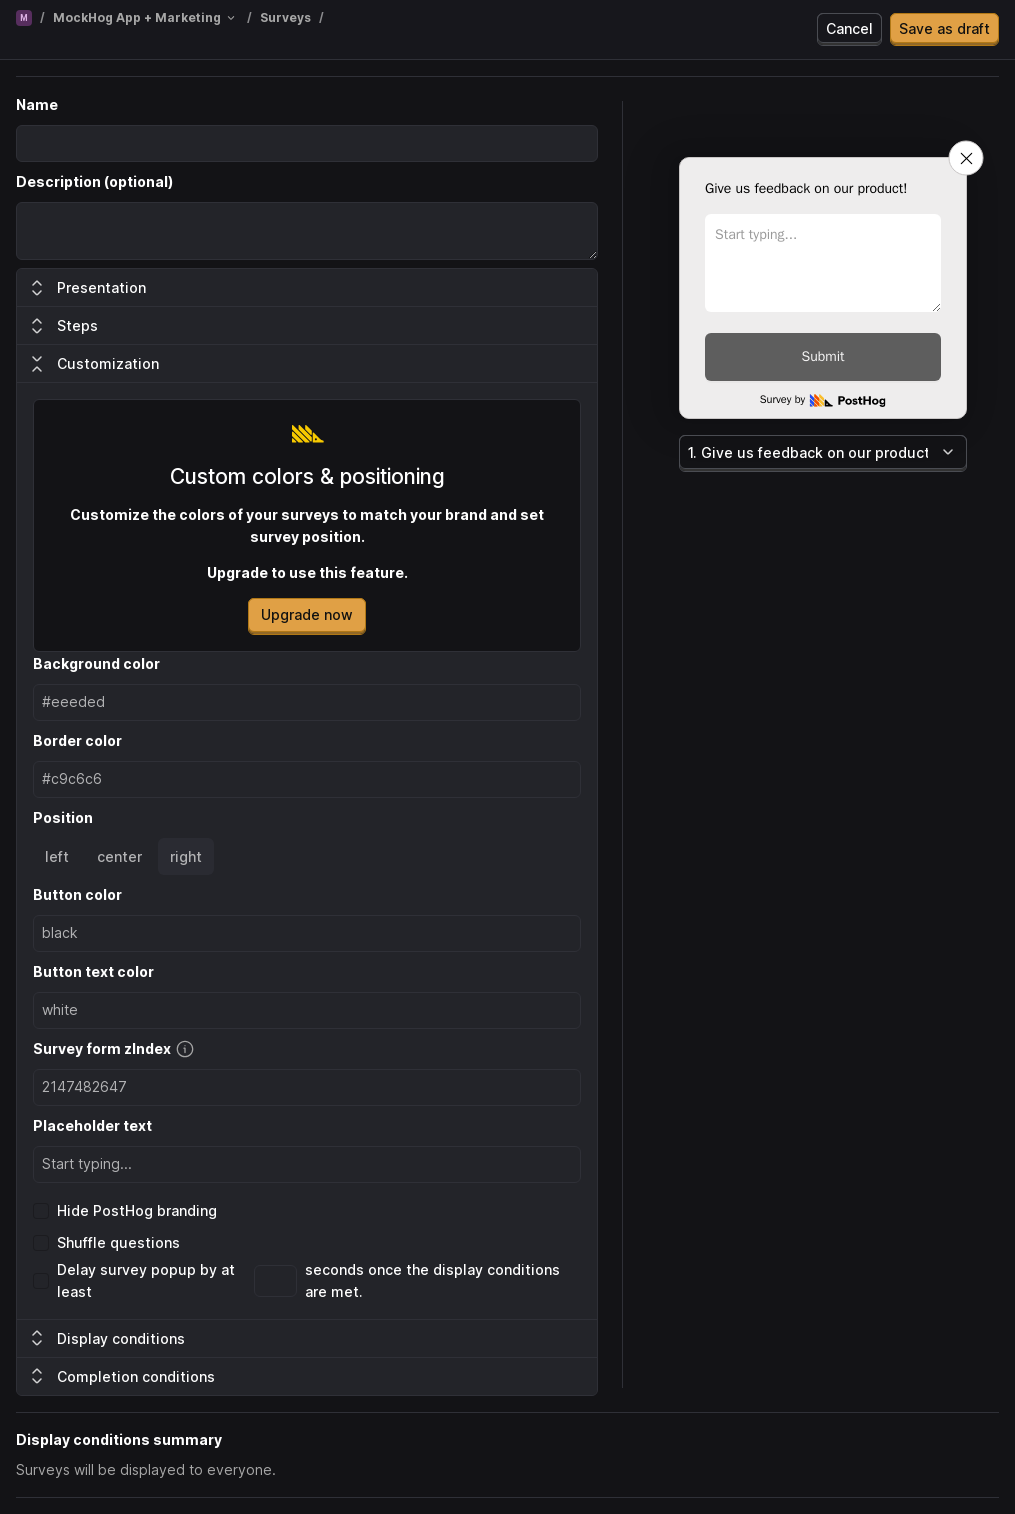 M / MockHog App + Marketing / Surveys /
Cancel
Save as draft
Name
Description (optional)
Presentation
Steps
Customization
Custom colors & positioning
Customize the colors of your surveys to match your brand and set
survey position.
Upgrade to use this feature.
Upgrade now
Background color
#eeeded
Border color
#c9c6c6
Position
left center right
Button color
black
Button text color
white
Survey form zIndex
2147482647
Placeholder text
Start typing...
Hide PostHog branding
Shuffle questions
Delay survey popup by at
least
seconds once the display conditions
are met.
Display conditions
Completion conditions
Give us feedback on our product!
Start typing...
Submit
Survey by PostHog
1. Give us feedback on our product
Display conditions summary
Surveys will be displayed to everyone.